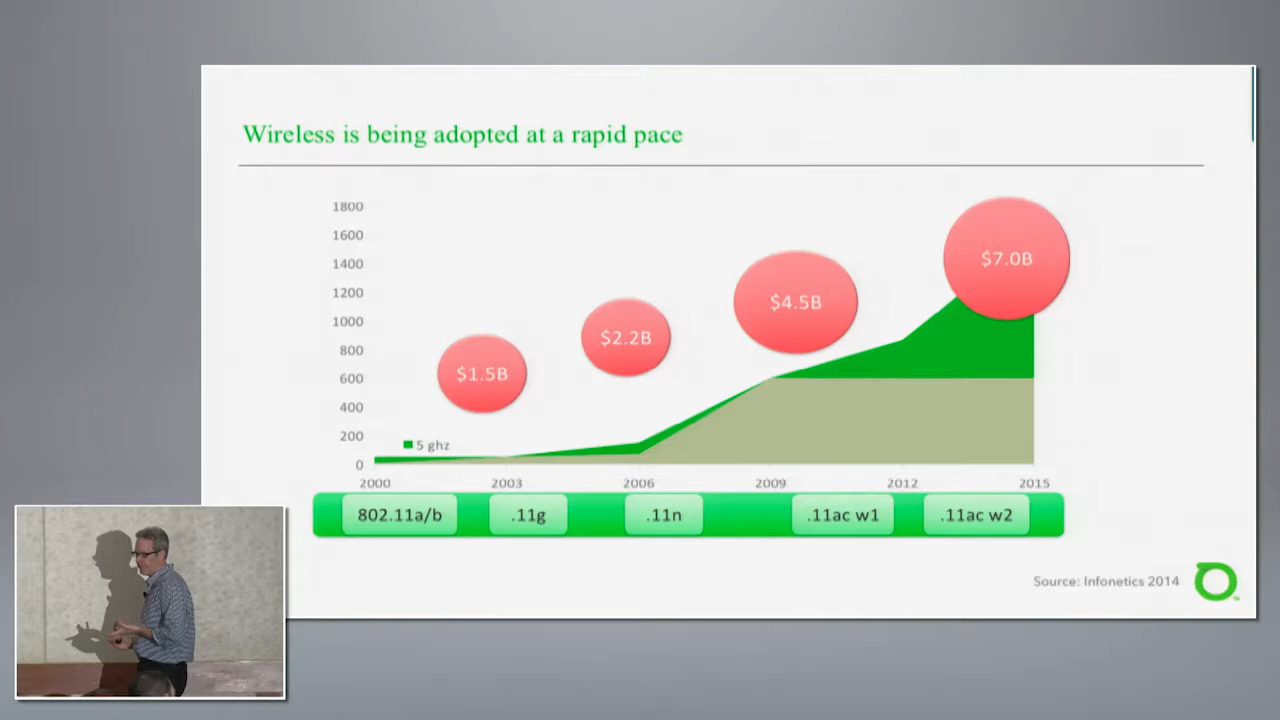 Wireless is being adopted at a rapid pace
1800
1600
1400
1200
1000
800
600
400
200
0
$1.5B
$2.2B
$4.5B
$7.0B
5 ghz
2000 2003 2006 2009 2012 2015
802.11a/b .11g .11n .11ac w1 .11ac w2
Source: Infonetics 2014